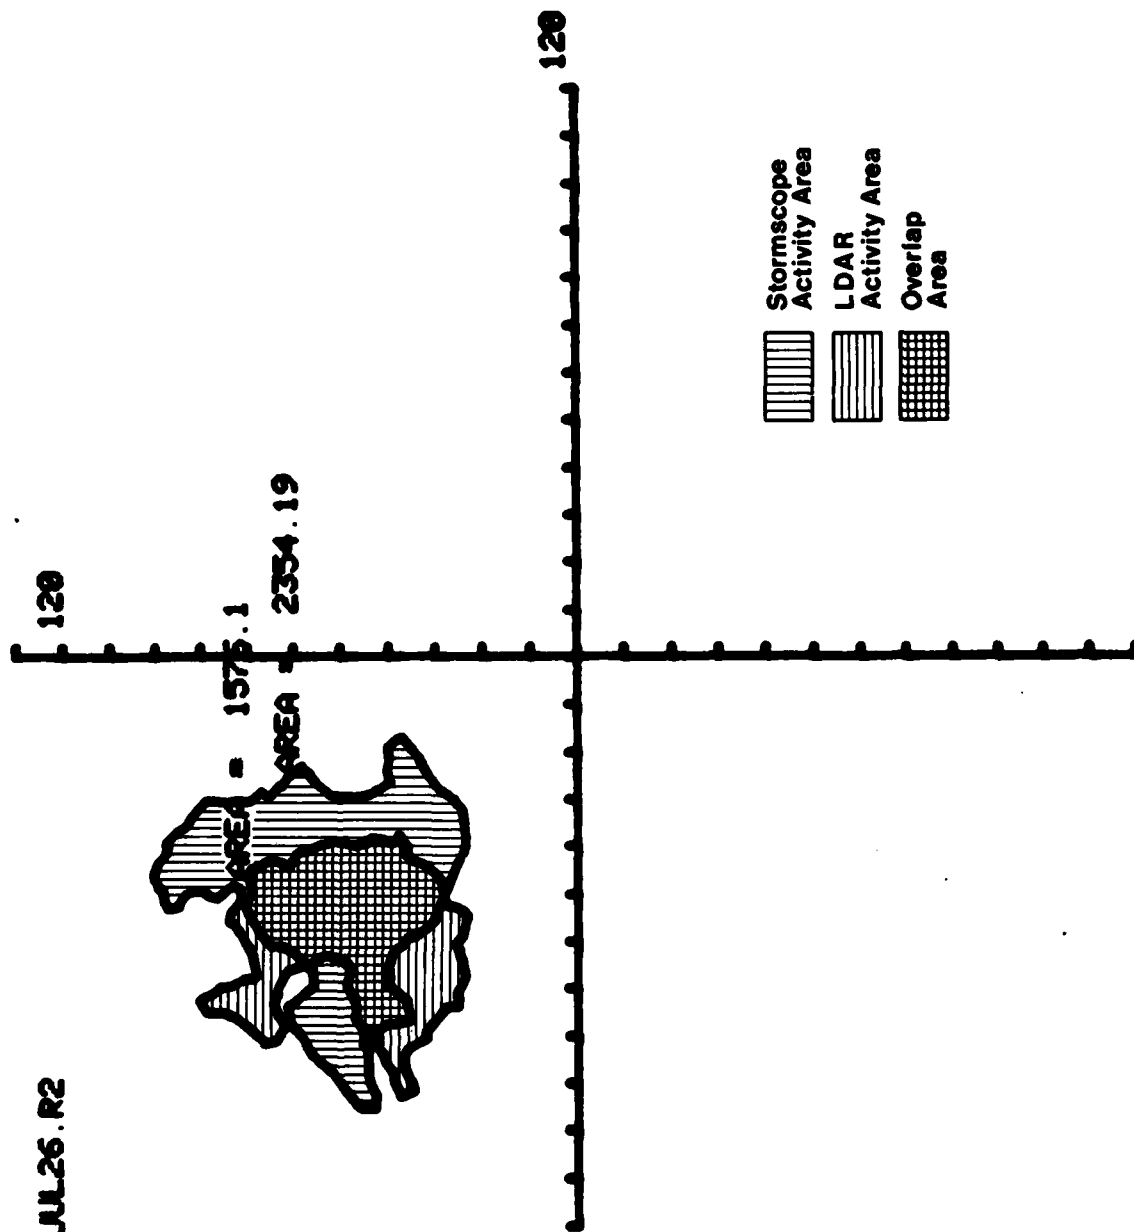 JUL26.R2
120
AREA = 1575.1
AREA = 2354.19
120
Stormscope
Activity Area
LDAR
Activity Area
Overlap
Area